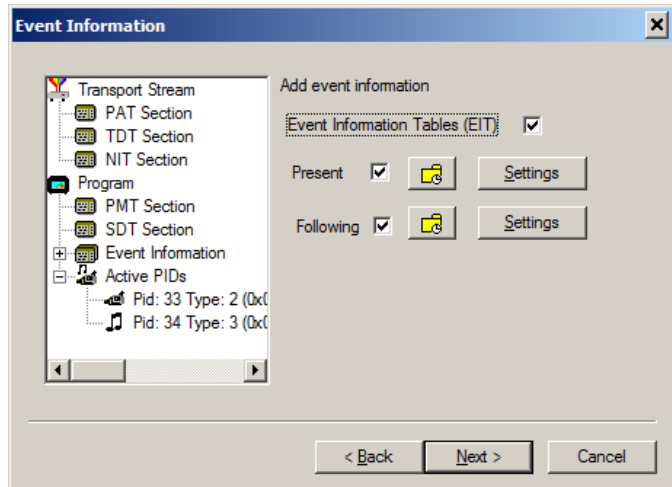 Event Information
Transport Stream
PAT Section
TDT Section
NIT Section
Program
PMT Section
SDT Section
Event Information
Active PIDs
Pid: 33 Type: 2 (0x
Pid: 34 Type: 3 (0x
Add event information
Event Information Tables (EIT)
Present
Settings
Following
Settings
< Back
Next >
Cancel